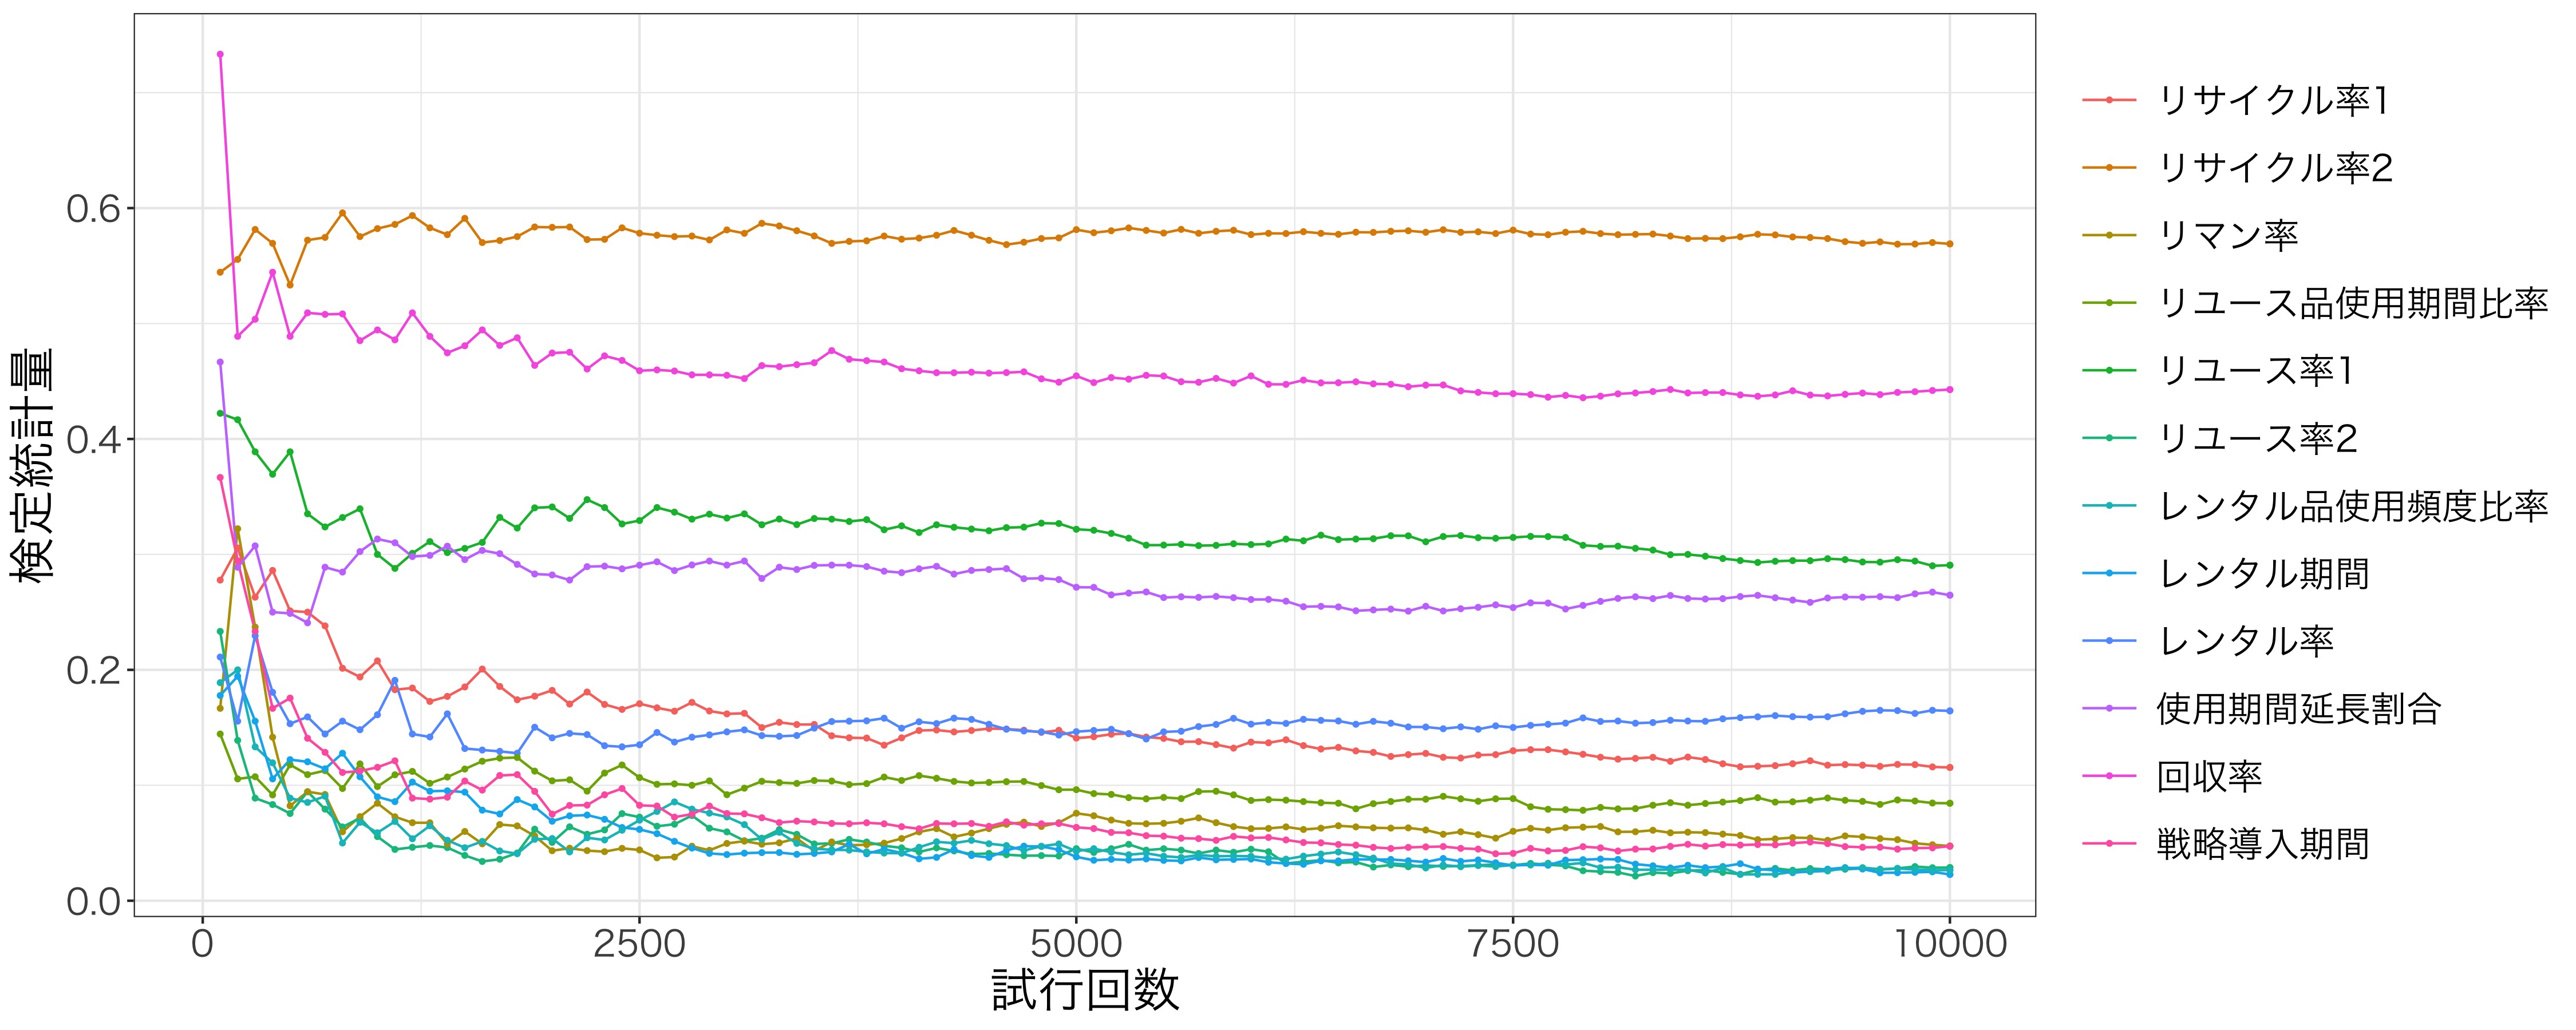 検定統計量
0.6
0.4
0.2
0.0
0
2500
5000
7500
10000
試行回数
リサイクル率1
リサイクル率2
リマン率
リユース品使用期間比率
リユース率1
リユース率2
レンタル品使用頻度比率
レンタル期間
レンタル率
使用期間延長割合
回収率
戦略導入期間